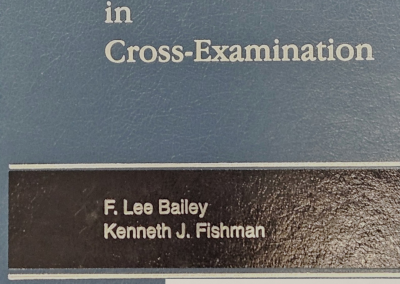 in
Cross-Examination
F. Lee Bailey
Kenneth J. Fishman